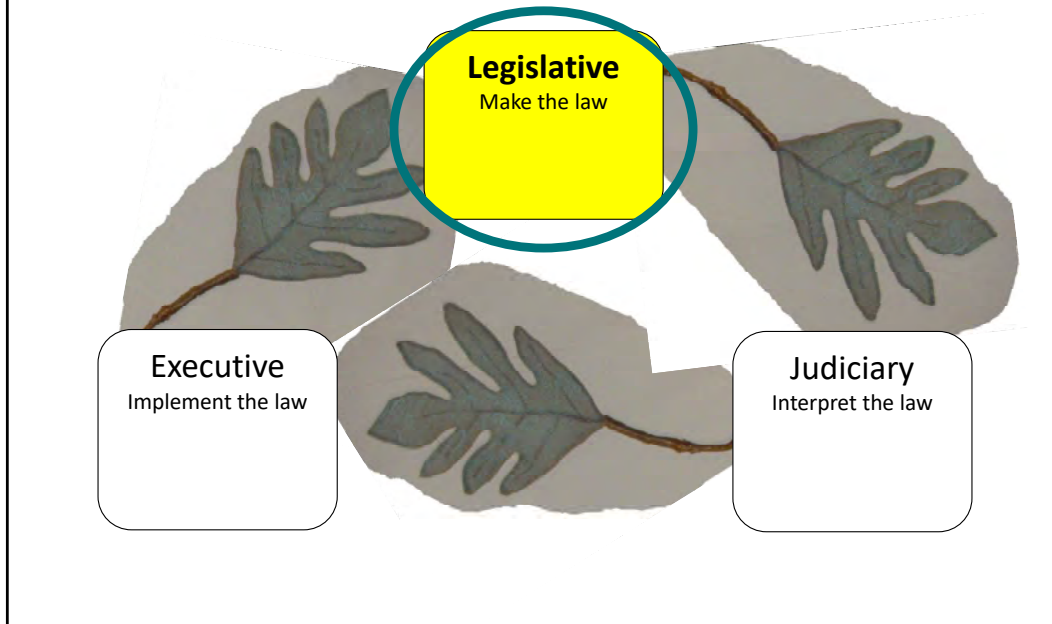 Legislative
Make the law
Executive
Implement the law
Judiciary
Interpret the law